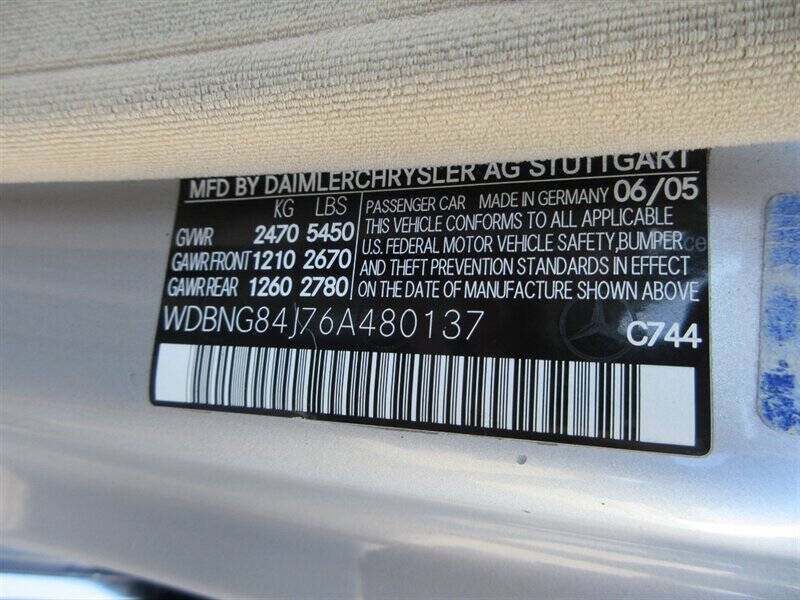 MFD BY DAIMLERCHRYSLER AG STUTTGART
KG LBS
GVWR 2470 5450
GAWR FRONT 1210 2670
GAWR REAR 1260 2780
PASSENGER CAR MADE IN GERMANY 06/05
THIS VEHICLE CONFORMS TO ALL APPLICABLE
U.S. FEDERAL MOTOR VEHICLE SAFETY, BUMPER
AND THEFT PREVENTION STANDARDS IN EFFECT
ON THE DATE OF MANUFACTURE SHOWN ABOVE
WDBNG84J76A480137
C744